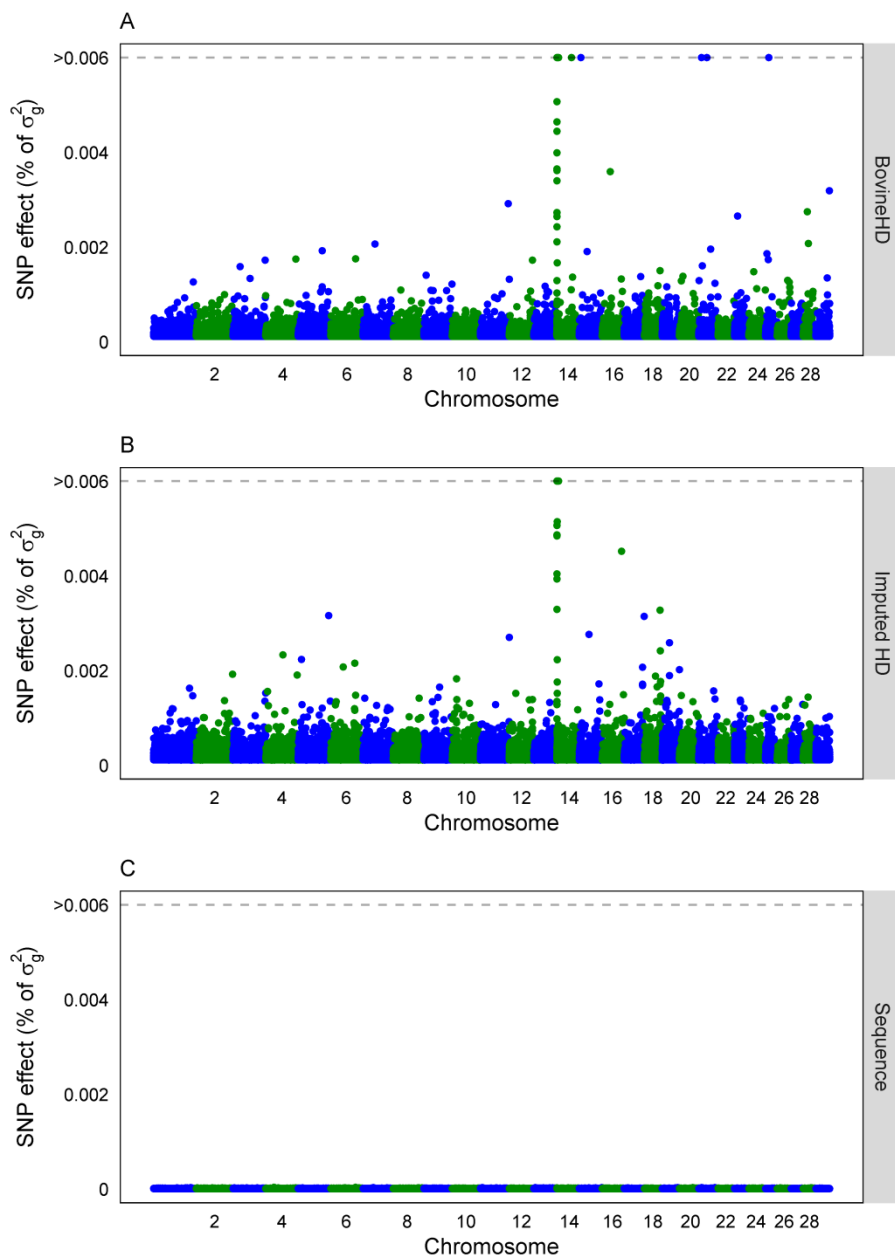 A
SNP effect (% of σ²g)
>0.006
0.004
0.002
0
2 4 6 8 10 12 14 16 18 20 22 24 26 28
Chromosome
BovineHD
B
SNP effect (% of σ²g)
>0.006
0.004
0.002
0
2 4 6 8 10 12 14 16 18 20 22 24 26 28
Chromosome
Imputed HD
C
SNP effect (% of σ²g)
>0.006
0.004
0.002
0
2 4 6 8 10 12 14 16 18 20 22 24 26 28
Chromosome
Sequence